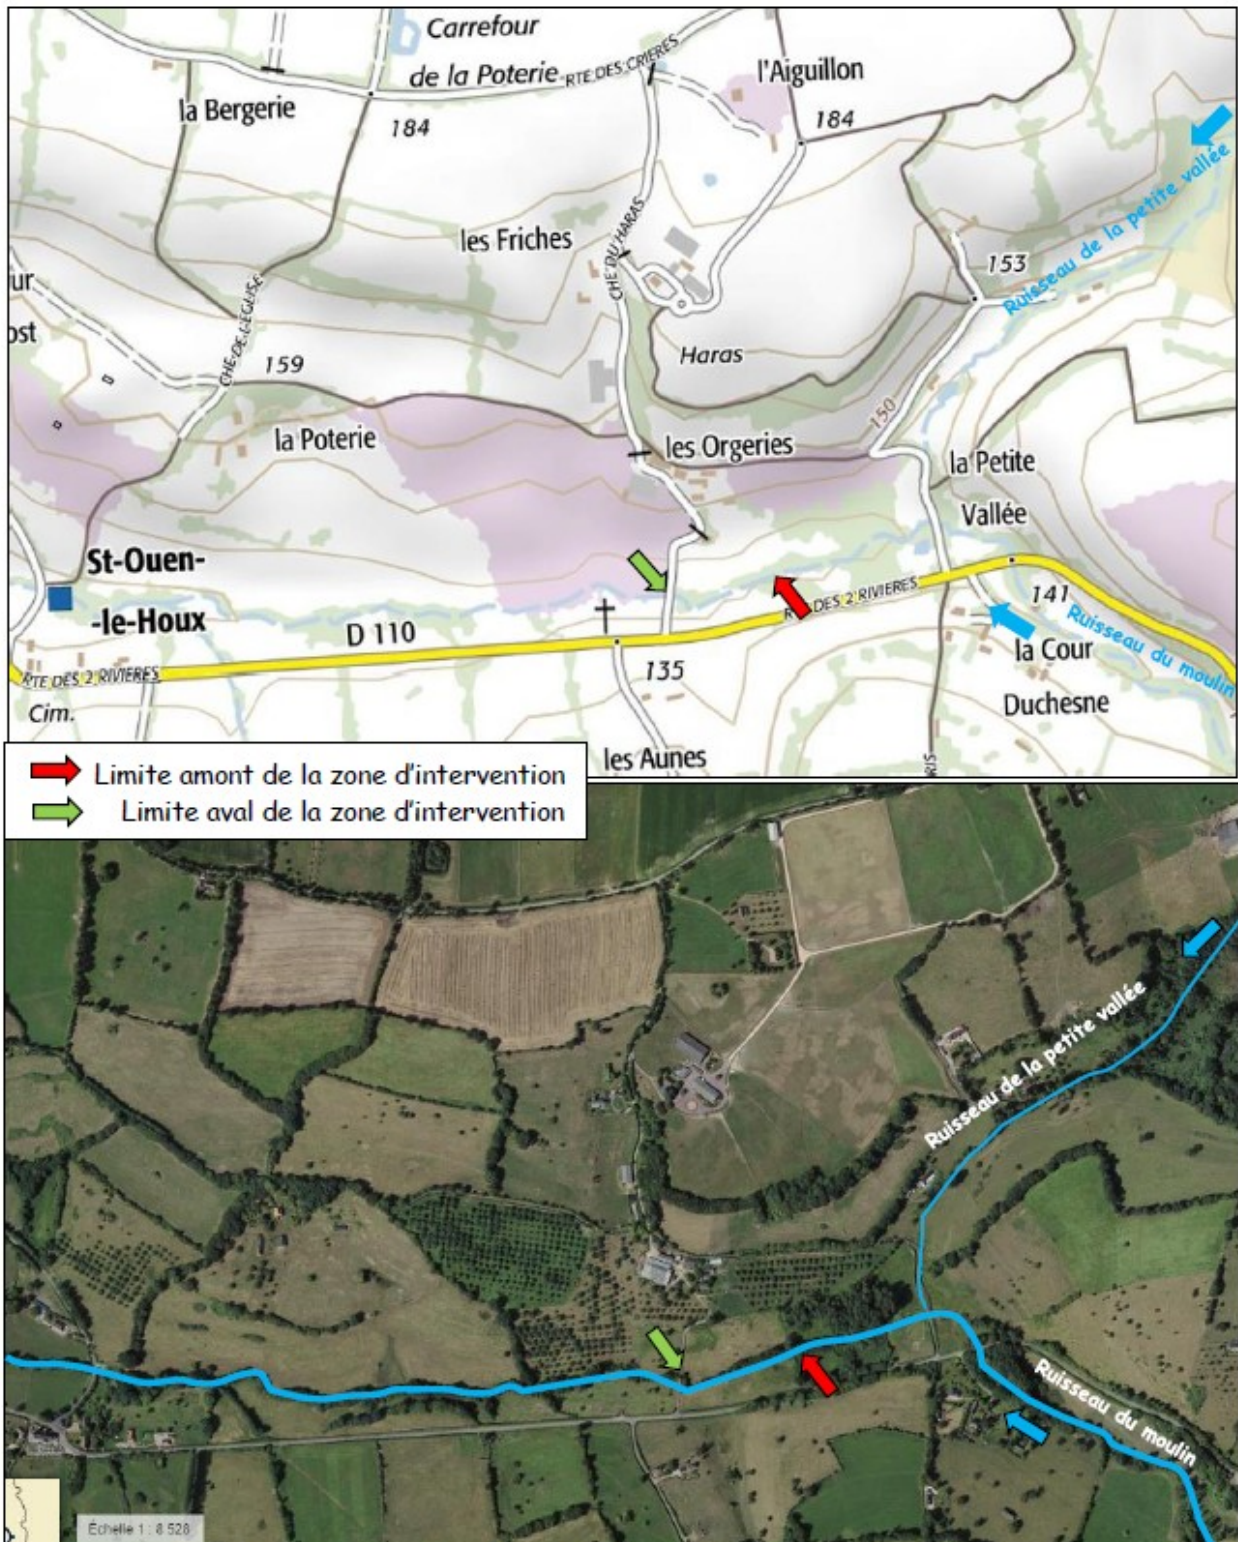 Carrefour
de la Poterie
RTE DES CRIERES
l'Aiguillon
la Bergerie
184
184
Ruisseau de la petite vallée
les Friches
CHE DU HARAS
153
ur
ost
CHE-DE-L'EGLISE
159
Haras
150
la Poterie
les Orgeries
la Petite
Vallée
St-Ouen-
-le-Houx
D 110
DES 2 RIVIERES
141
Ruisseau du moulin
la Cour
Duchesne
RTE DES 2 RIVIERES
135
Cim.
les Aunes
RIS
Limite amont de la zone d'intervention
Limite aval de la zone d'intervention
Ruisseau de la petite vallée
Ruisseau du moulin
Échelle 1 : 8 528